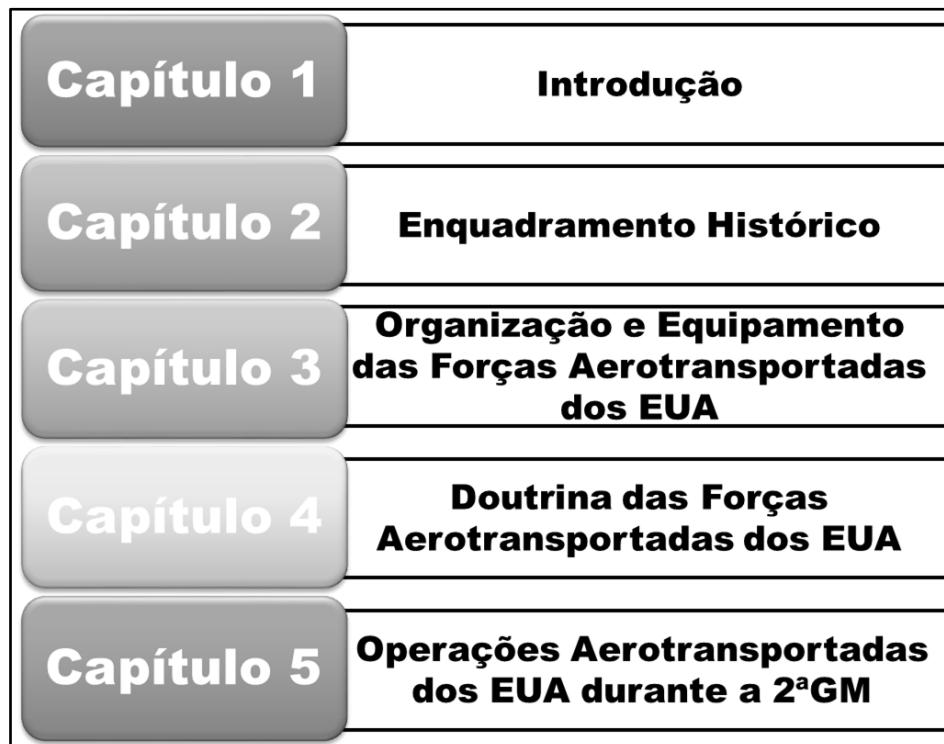 Capítulo 1
Introdução
Capítulo 2
Enquadramento Histórico
Capítulo 3
Organização e Equipamento
das Forças Aerotransportadas
dos EUA
Capítulo 4
Doutrina das Forças
Aerotransportadas dos EUA
Capítulo 5
Operações Aerotransportadas
dos EUA durante a 2ªGM